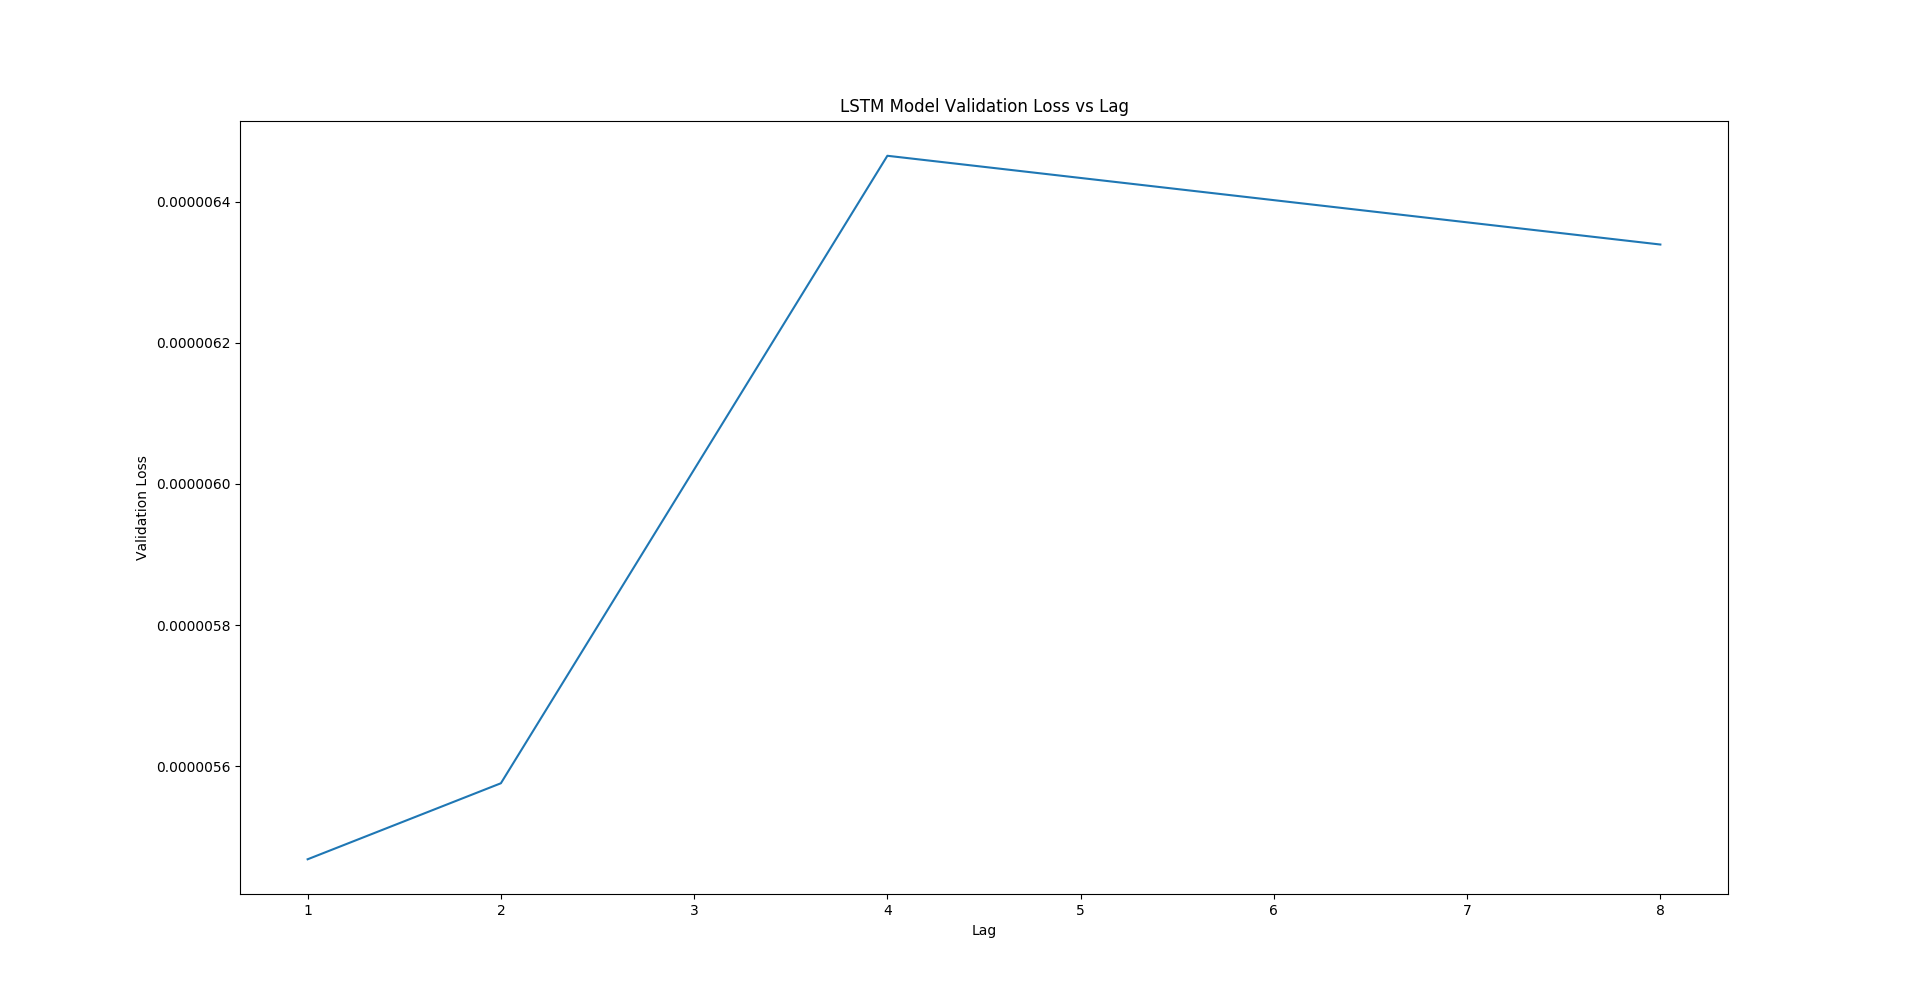 LSTM Model Validation Loss vs Lag
0.0000064
0.0000062
0.0000060
0.0000058
0.0000056
Validation Loss
1 2 3 4 5 6 7 8
Lag